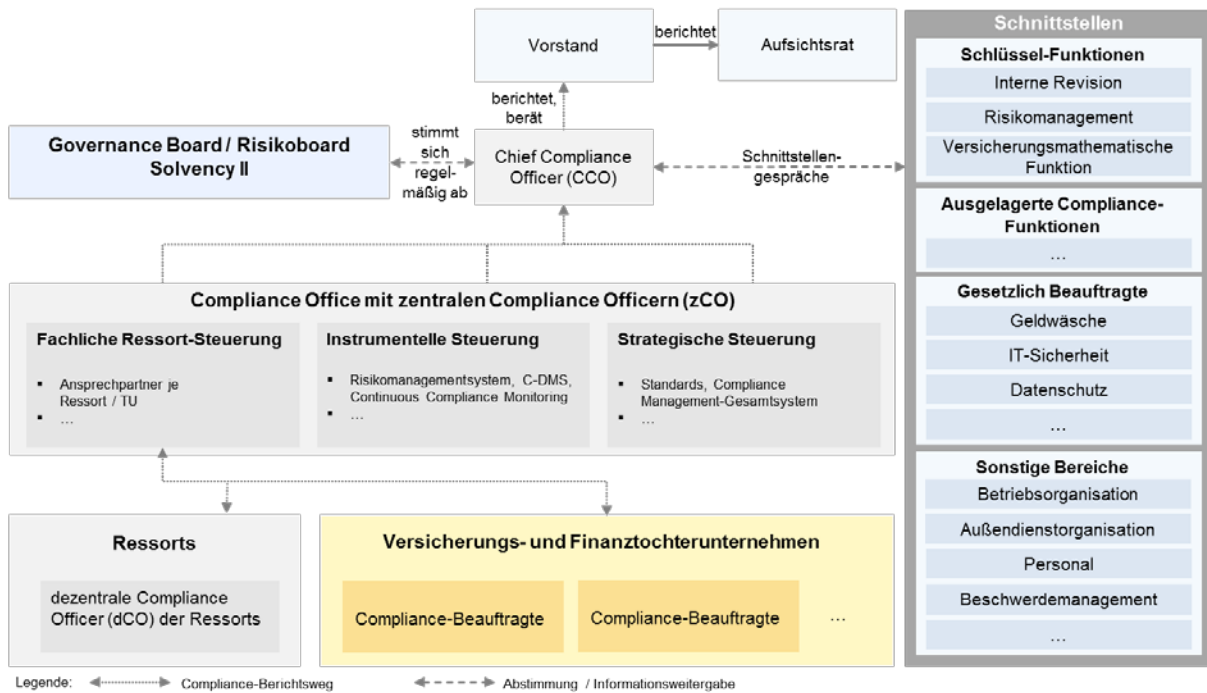 Vorstand
berichtet
Aufsichtsrat
berichtet,
berät
Governance Board / Risikoboard
Solvency II
stimmt
sich
regel-
mäßig ab
Chief Compliance
Officer (CCO)
Schnittstellen-
gespräche
Compliance Office mit zentralen Compliance Officern (zCO)
Fachliche Ressort-Steuerung
▪ Ansprechpartner je
Ressort / TU
▪ …
Instrumentelle Steuerung
▪ Risikomanagementsystem, C-DMS,
Continuous Compliance Monitoring
▪ …
Strategische Steuerung
▪ Standards, Compliance
Management-Gesamtsystem
▪ …
Ressorts
dezentrale Compliance
Officer (dCO) der Ressorts
Versicherungs- und Finanztochterunternehmen
Compliance-Beauftragte
Compliance-Beauftragte
…
Schnittstellen
Schlüssel-Funktionen
Interne Revision
Risikomanagement
Versicherungsmathematische
Funktion
Ausgelagerte Compliance-
Funktionen
…
Gesetzlich Beauftragte
Geldwäsche
IT-Sicherheit
Datenschutz
…
Sonstige Bereiche
Betriebsorganisation
Außendienstorganisation
Personal
Beschwerdemanagement
…
Legende:
Compliance-Berichtsweg
Abstimmung / Informationsweitergabe